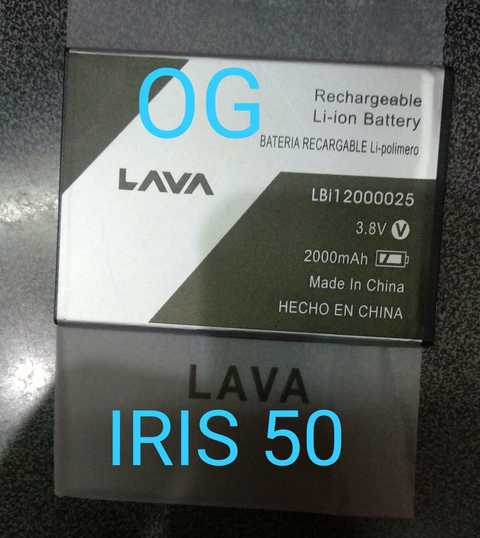 OG
Rechargeable
Li-ion Battery
BATERIA RECARGABLE Li-polimero
LAVA
LBi12000025
3.8V V
2000mAh
Made In China
HECHO EN CHINA
LAVA
IRIS 50